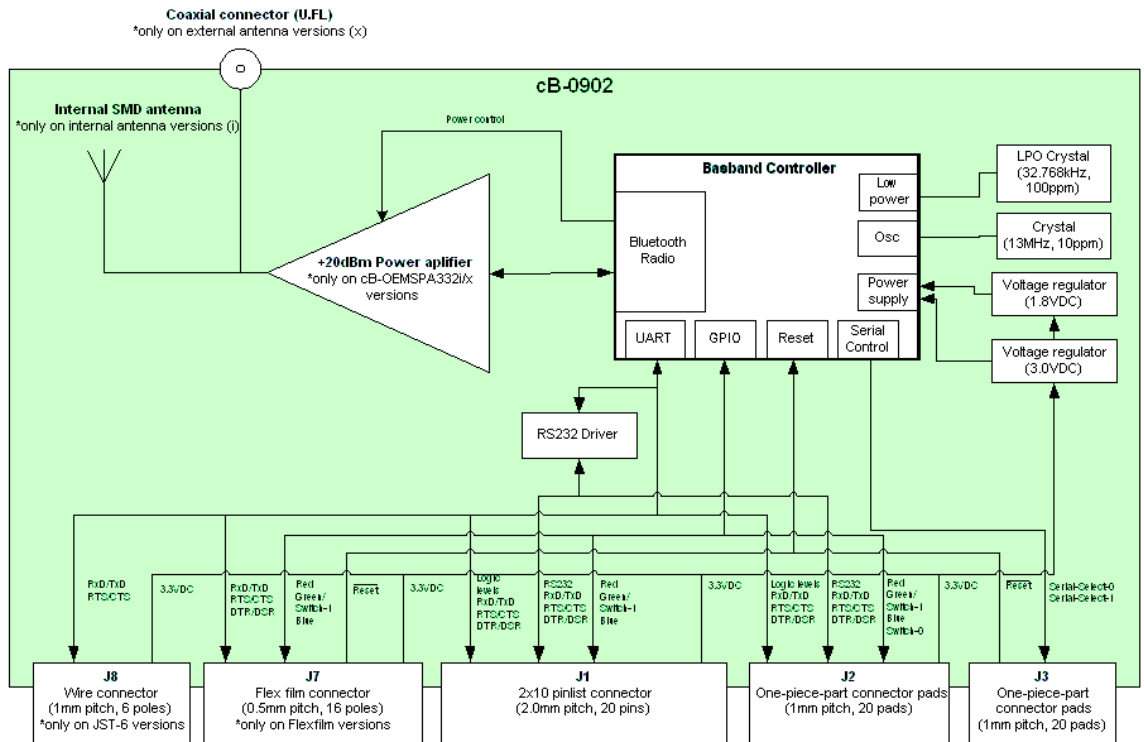 Coaxial connector (U.FL)
*only on external antenna versions (x)
cB-0902
Internal SMD antenna
*only on internal antenna versions (i)
Power control
Basband Controller
Low
power
LPO Crystal
(32.768kHz,
100ppm)
Bluetooth
Radio
Osc
Crystal
(13MHz, 10ppm)
+20dBm Power aplifier
*only on cB-OEMSPA332i/x
versions
Power
supply
Voltage regulator
(1.8VDC)
UART
GPIO
Reset
Serial
Control
Voltage regulator
(3.0VDC)
RS232 Driver
RxD/TxD
RTS/CTS
3.3VDC
RxD/TxD
RTS/CTS
DTR/DSR
Red
Green/
Switch-1
Blue
Reset
3.3VDC
Logic
levels
RxD/TxD
RTS/CTS
DTR/DSR
RS232
RxD/TxD
RTS/CTS
DTR/DSR
Red
Green/
Switch-1
Blue
3.3VDC
Logic levels
RxD/TxD
RTS/CTS
DTR/DSR
RS232
RxD/TxD
RTS/CTS
DTR/DSR
Red
Green/
Switch-1
Blue
Switch-0
3.3VDC
Reset
Serial-Select-0
Serial-Select-1
J8
Wire connector
(1mm pitch, 6 poles)
*only on JST-6 versions
J7
Flex film connector
(0.5mm pitch, 16 poles)
*only on Flexfilm versions
J1
2x10 pinlist connector
(2.0mm pitch, 20 pins)
J2
One-piece-part connector pads
(1mm pitch, 20 pads)
J3
One-piece-part
connector pads
(1mm pitch, 20 pads)